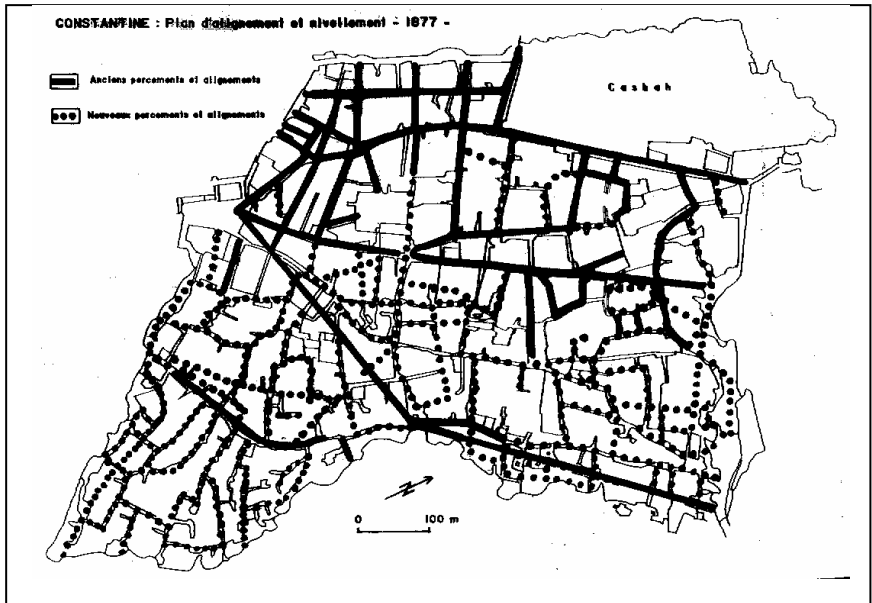 CONSTANTINE : Plan d'alignement et nivellement - 1877 -
Anciens percements et alignements
Nouveaux percements et alignements
Casbah
N
0 100 m